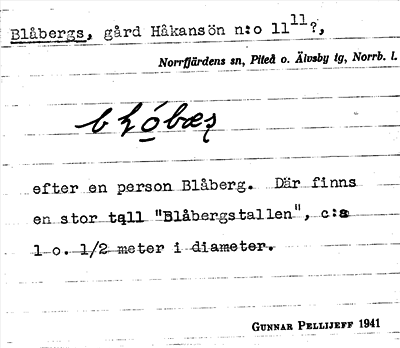 Blåbergs, gård Håkansön n:o 11¹¹?,
Norrfjärdens sn, Piteå o. Älvsby tg, Norrb. l.
efter en person Blåberg. Där finns
en stor tall "Blåbergstallen", c:a
1 o. 1/2 meter i diameter.
GUNNAR PELLIJEFF 1941